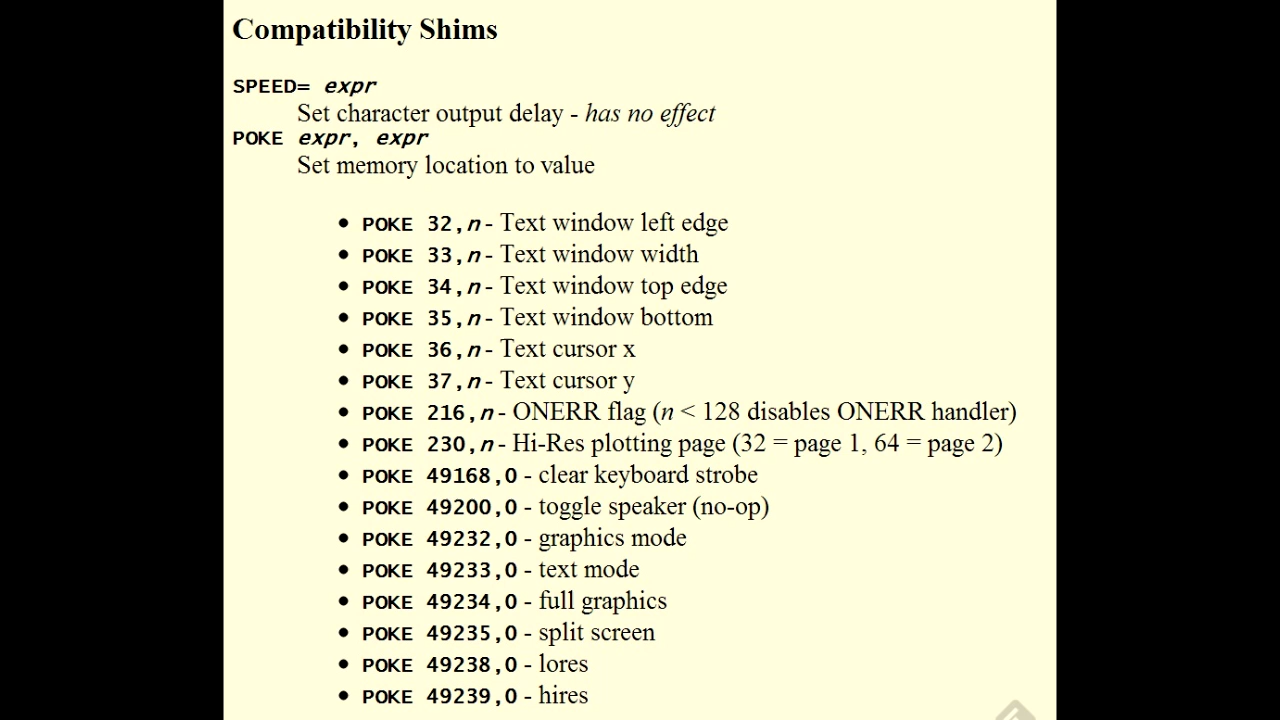 Compatibility Shims
SPEED= expr
Set character output delay - has no effect
POKE expr, expr
Set memory location to value
• POKE 32,n - Text window left edge
• POKE 33,n - Text window width
• POKE 34,n - Text window top edge
• POKE 35,n - Text window bottom
• POKE 36,n - Text cursor x
• POKE 37,n - Text cursor y
• POKE 216,n - ONERR flag (n < 128 disables ONERR handler)
• POKE 230,n - Hi-Res plotting page (32 = page 1, 64 = page 2)
• POKE 49168,0 - clear keyboard strobe
• POKE 49200,0 - toggle speaker (no-op)
• POKE 49232,0 - graphics mode
• POKE 49233,0 - text mode
• POKE 49234,0 - full graphics
• POKE 49235,0 - split screen
• POKE 49238,0 - lores
• POKE 49239,0 - hires